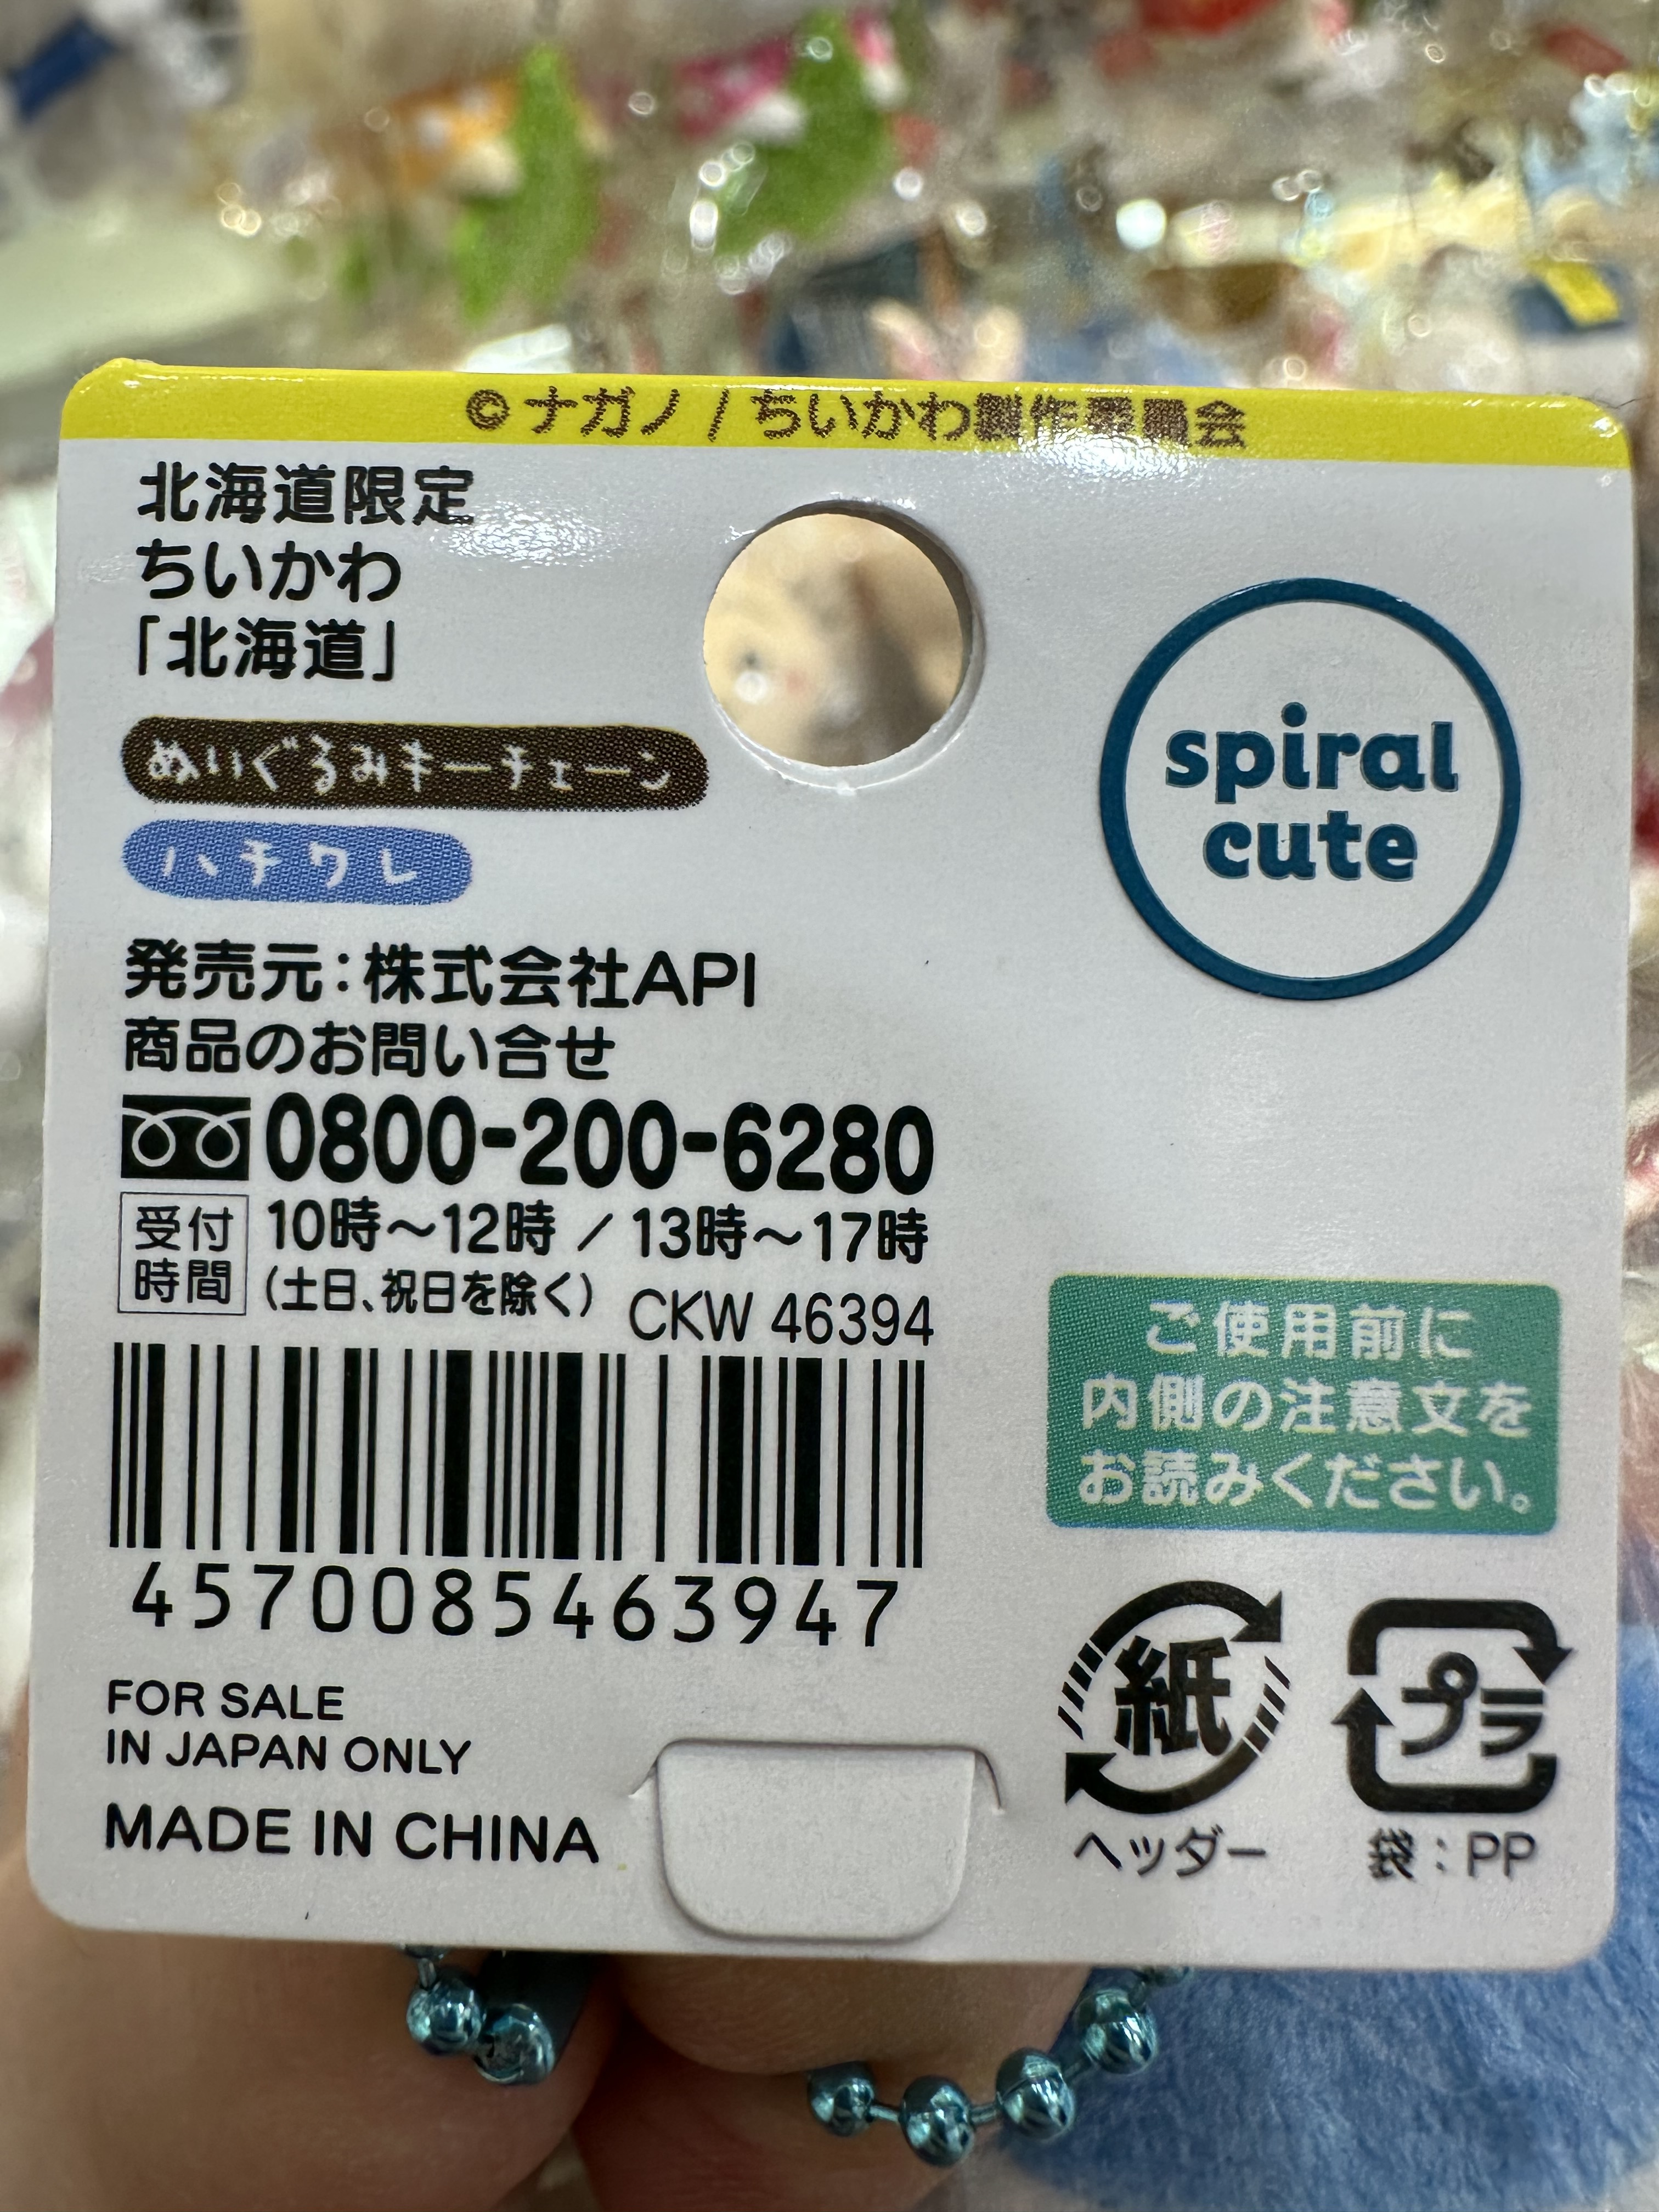 ©ナガノ / ちいかわ製作委員会
北海道限定
ちいかわ
「北海道」
ぬいぐるみキーチェーン
ハチワレ
spiral
cute
発売元:株式会社API
商品のお問い合せ
0800-200-6280
受付
時間
10時〜12時 / 13時〜17時
(土日、祝日を除く)
CKW 46394
4570085463947
FOR SALE
IN JAPAN ONLY
MADE IN CHINA
ご使用前に
内側の注意文を
お読みください。
紙
ヘッダー
プラ
袋:PP